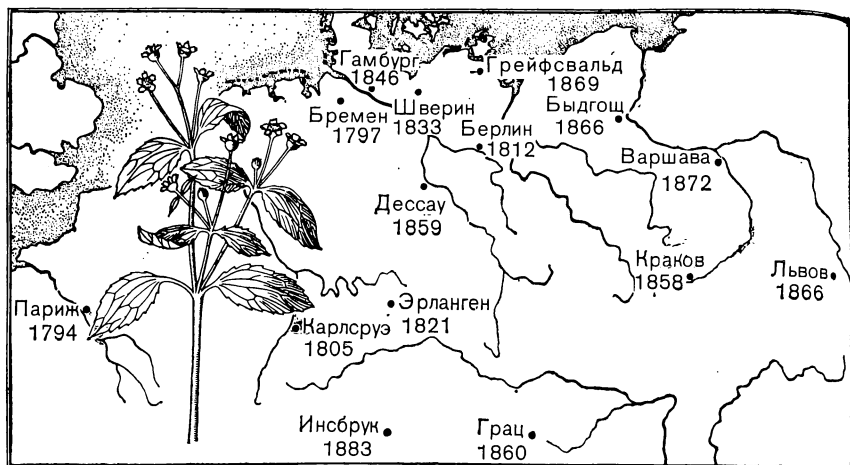 Гамбург
1846
Грейфсвальд
1869
Бремен
1797
Шверин
1833
Быдгощ
1866
Берлин
1812
Варшава
1872
Дессау
1859
Краков
1858
Львов
1866
Париж
1794
Эрланген
1821
Карлсруэ
1805
Инсбрук
1883
Грац
1860